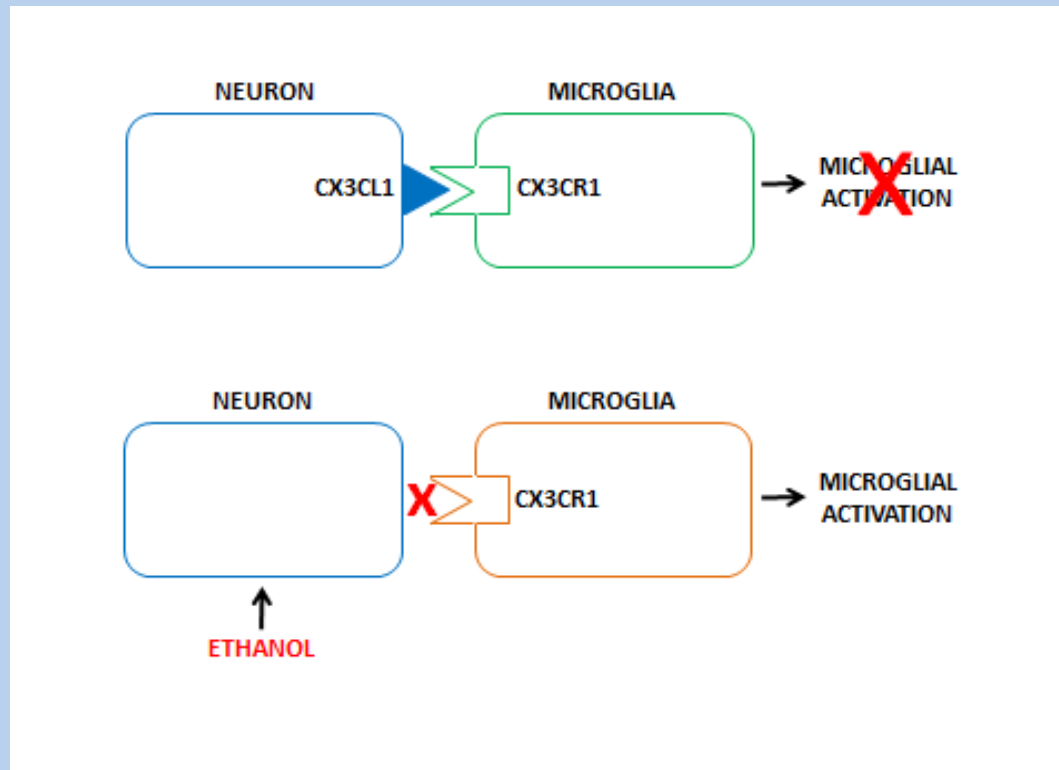 NEURON MICROGLIA
CX3CL1 CX3CR1 MICROGLIAL
ACTIVATION
X
NEURON MICROGLIA
X CX3CR1 MICROGLIAL
ACTIVATION
ETHANOL